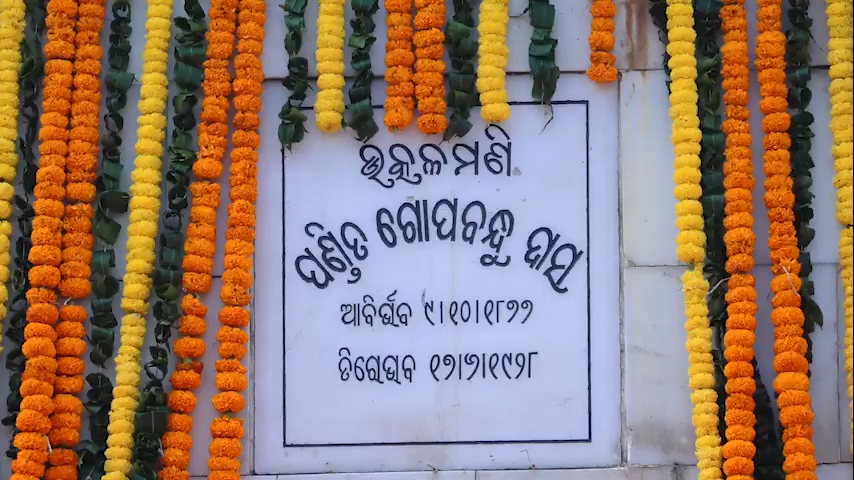 ଉତ୍କଳମଣି
ପଣ୍ଡିତ ଗୋପବନ୍ଧୁ ଦାସ
ଆବିର୍ଭାବ ୯।୧୦।୧୮୭୭
ତିରୋଭାବ ୧୭।୬।୧୯୨୮